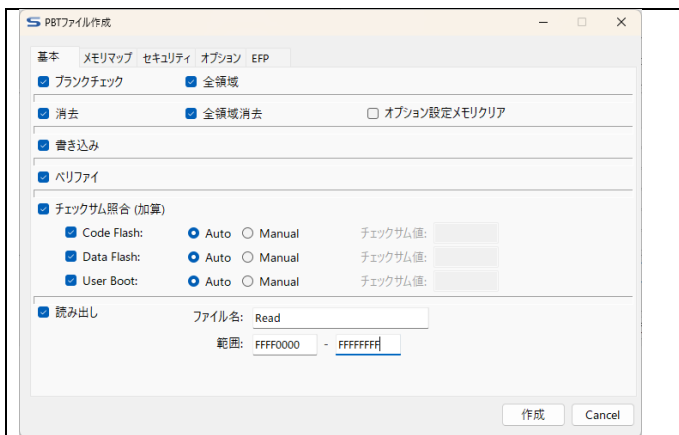 PBTファイル作成
基本 メモリマップ セキュリティ オプション EFP
ブランクチェック 全領域
消去 全領域消去 オプション設定メモリクリア
書き込み
ベリファイ
チェックサム照合 (加算)
Code Flash: Auto Manual チェックサム値:
Data Flash: Auto Manual チェックサム値:
User Boot: Auto Manual チェックサム値:
読み出し ファイル名: Read
範囲: FFFF0000 - FFFFFFFF
作成 Cancel